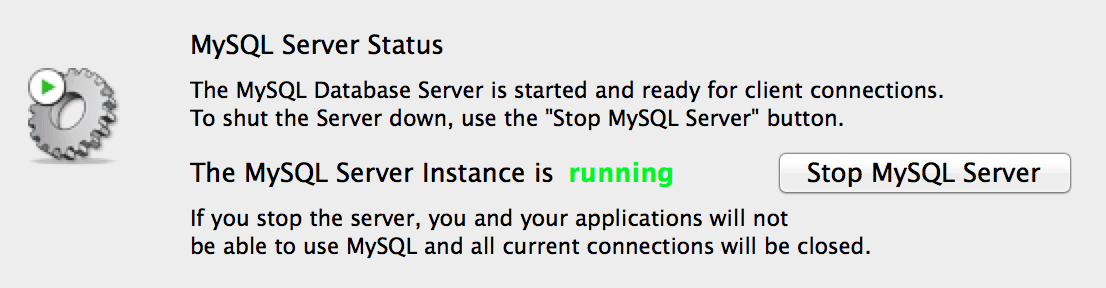 MySQL Server Status
The MySQL Database Server is started and ready for client connections.
To shut the Server down, use the "Stop MySQL Server" button.
The MySQL Server Instance is running
Stop MySQL Server
If you stop the server, you and your applications will not
be able to use MySQL and all current connections will be closed.